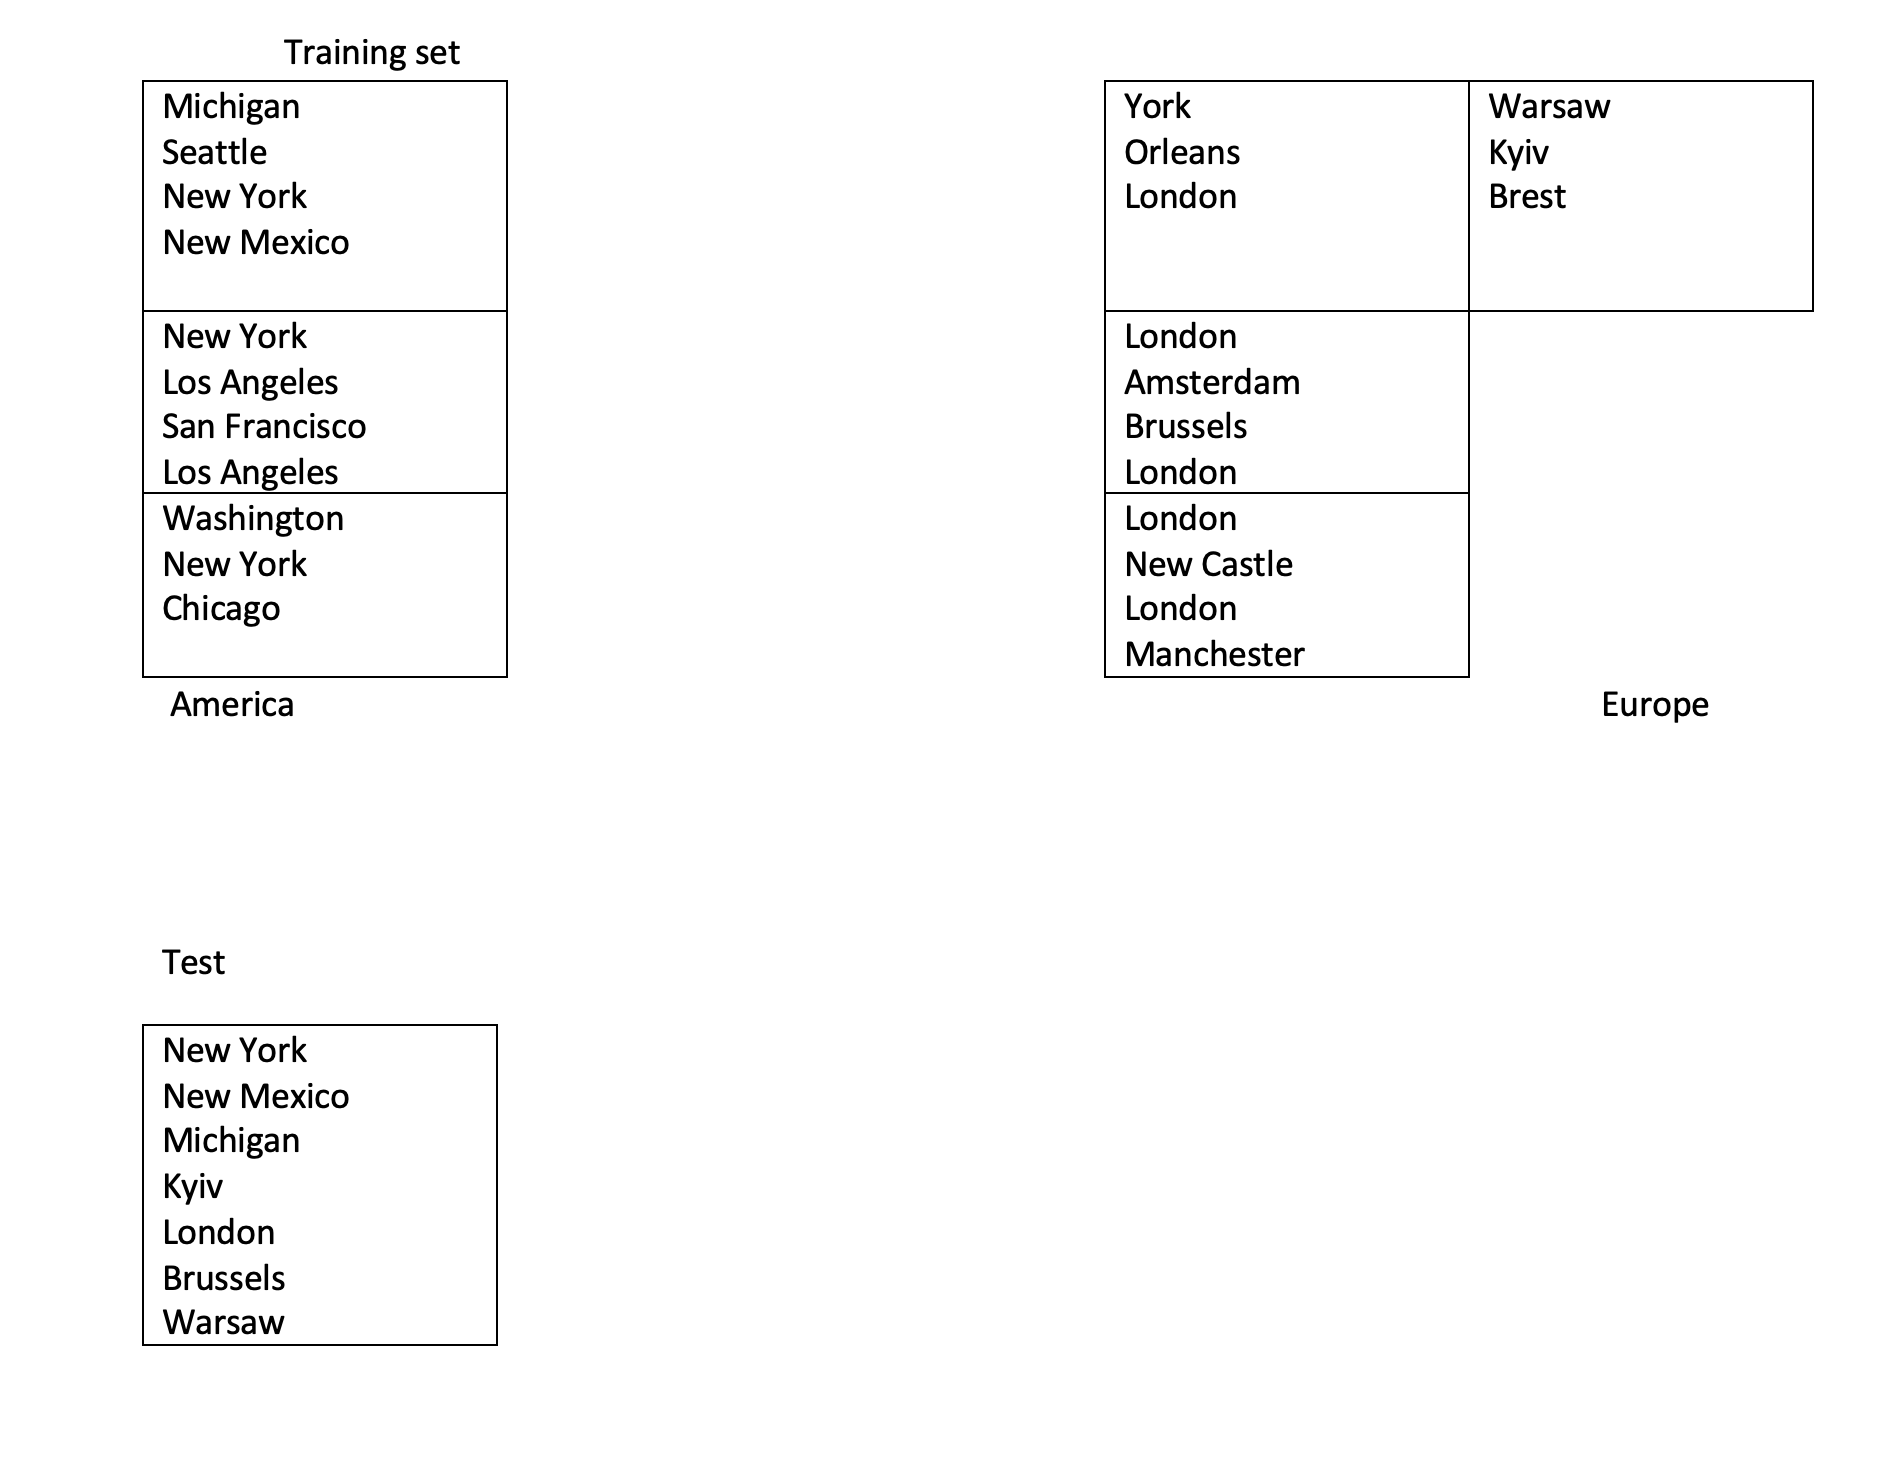 Training set
Michigan
Seattle
New York
New Mexico
New York
Los Angeles
San Francisco
Los Angeles
Washington
New York
Chicago
America
York
Orleans
London
Warsaw
Kyiv
Brest
London
Amsterdam
Brussels
London
London
New Castle
London
Manchester
Europe
Test
New York
New Mexico
Michigan
Kyiv
London
Brussels
Warsaw